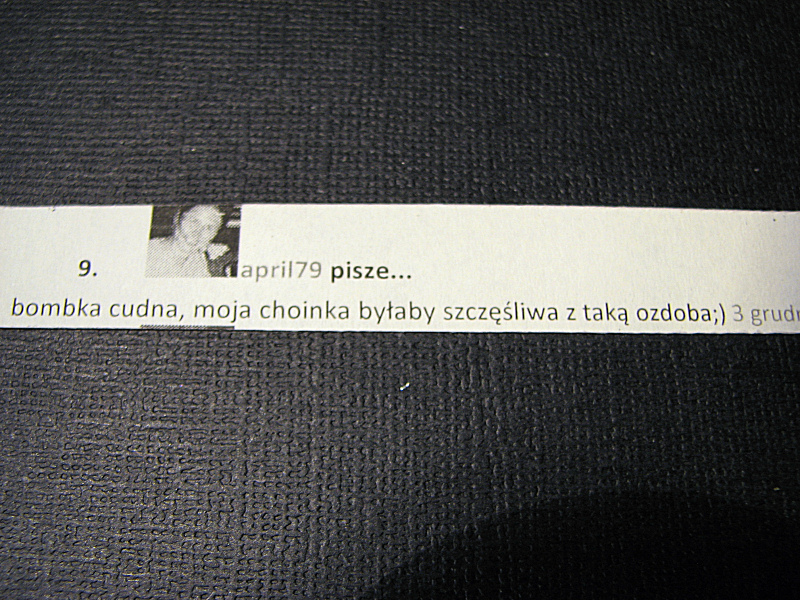 9. april79 pisze...
bombka cudna, moja choinka byłaby szczęśliwa z taką ozdoba;) 3